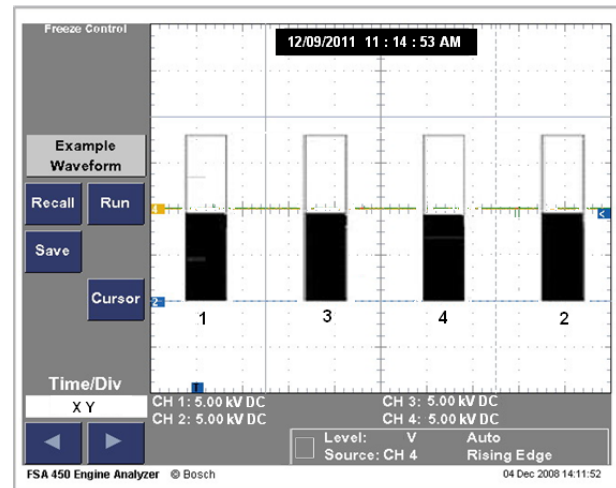 Freeze Control
12/09/2011 11 : 14 : 53 AM
Example
Waveform
Recall Run
Save
Cursor
4
<
2
1 3 4 2
T
Time/Div
X Y
CH 1: 5.00 kV DC CH 3: 5.00 kV DC
CH 2: 5.00 kV DC CH 4: 5.00 kV DC
Level: V Auto
Source: CH 4 Rising Edge
FSA 450 Engine Analyzer © Bosch 04 Dec 2008 14:11:52